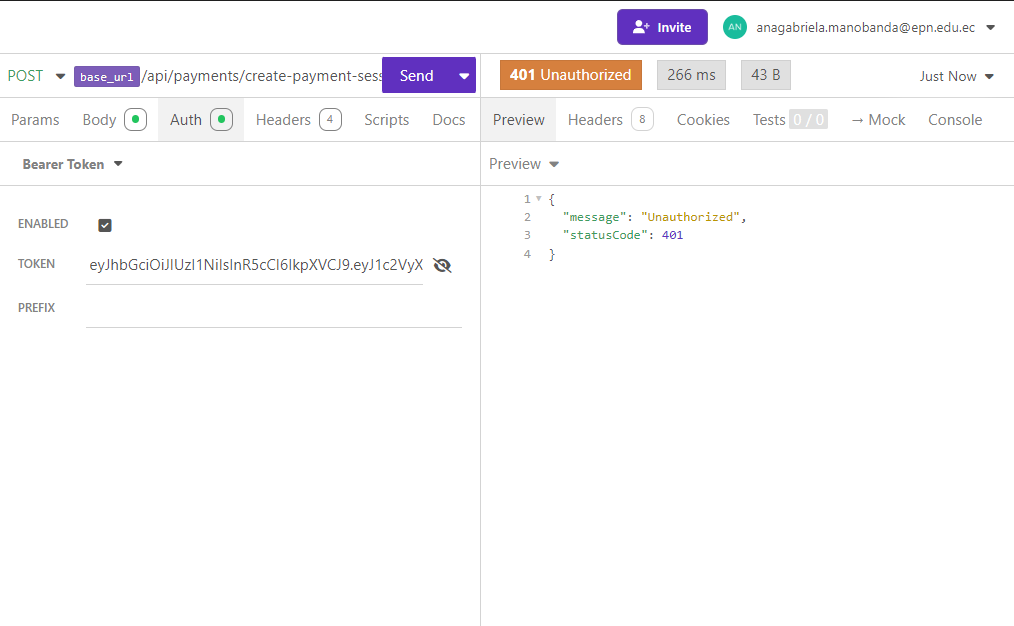 Invite
AN
anagabriela.manobanda@epn.edu.ec
POST base_url/api/payments/create-payment-sess
Send
401 Unauthorized
266 ms
43 B
Just Now
Params
Body
Auth
Headers 4
Scripts
Docs
Preview
Headers 8
Cookies
Tests 0 / 0
→ Mock
Console
Bearer Token
Preview
ENABLED
TOKEN eyJhbGciOiJIUzI1NiIsInR5cCI6IkpXVCJ9.eyJ1c2VyX
PREFIX
1 {
2 "message": "Unauthorized",
3 "statusCode": 401
4 }